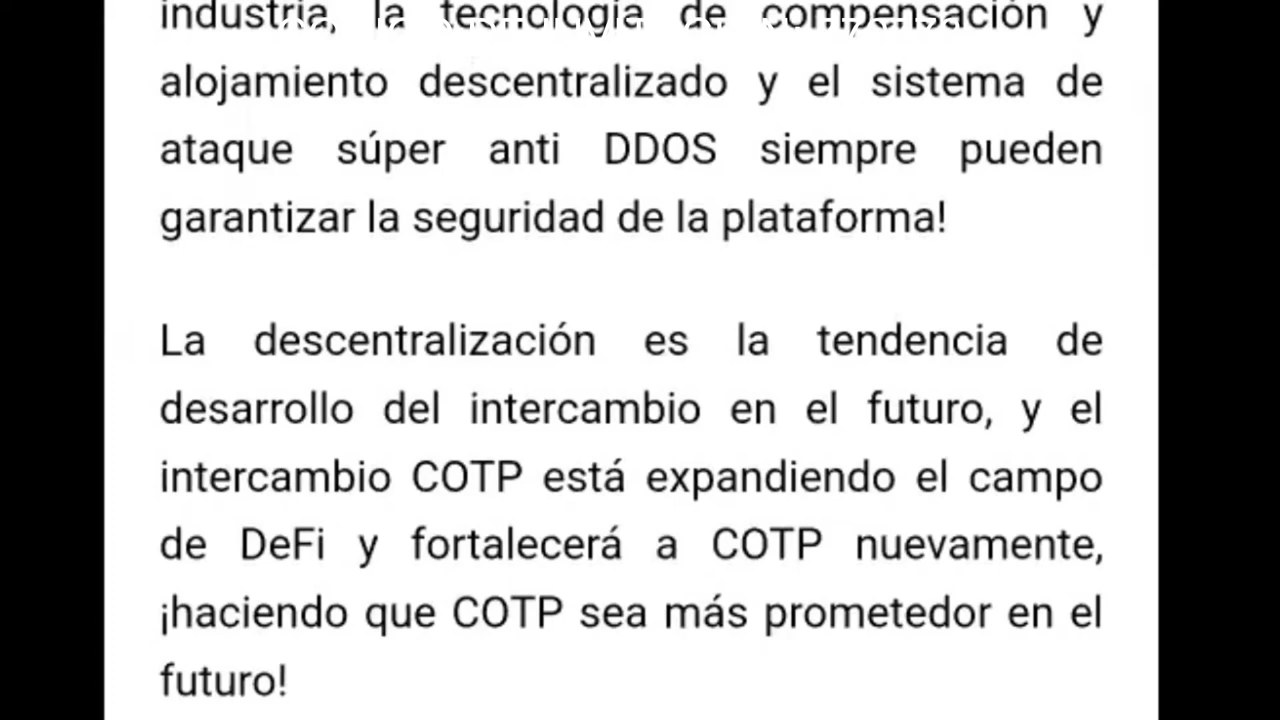 industria, la tecnología de compensación y
alojamiento descentralizado y el sistema de
ataque súper anti DDOS siempre pueden
garantizar la seguridad de la plataforma!
La descentralización es la tendencia de
desarrollo del intercambio en el futuro, y el
intercambio COTP está expandiendo el campo
de DeFi y fortalecerá a COTP nuevamente,
¡haciendo que COTP sea más prometedor en el
futuro!